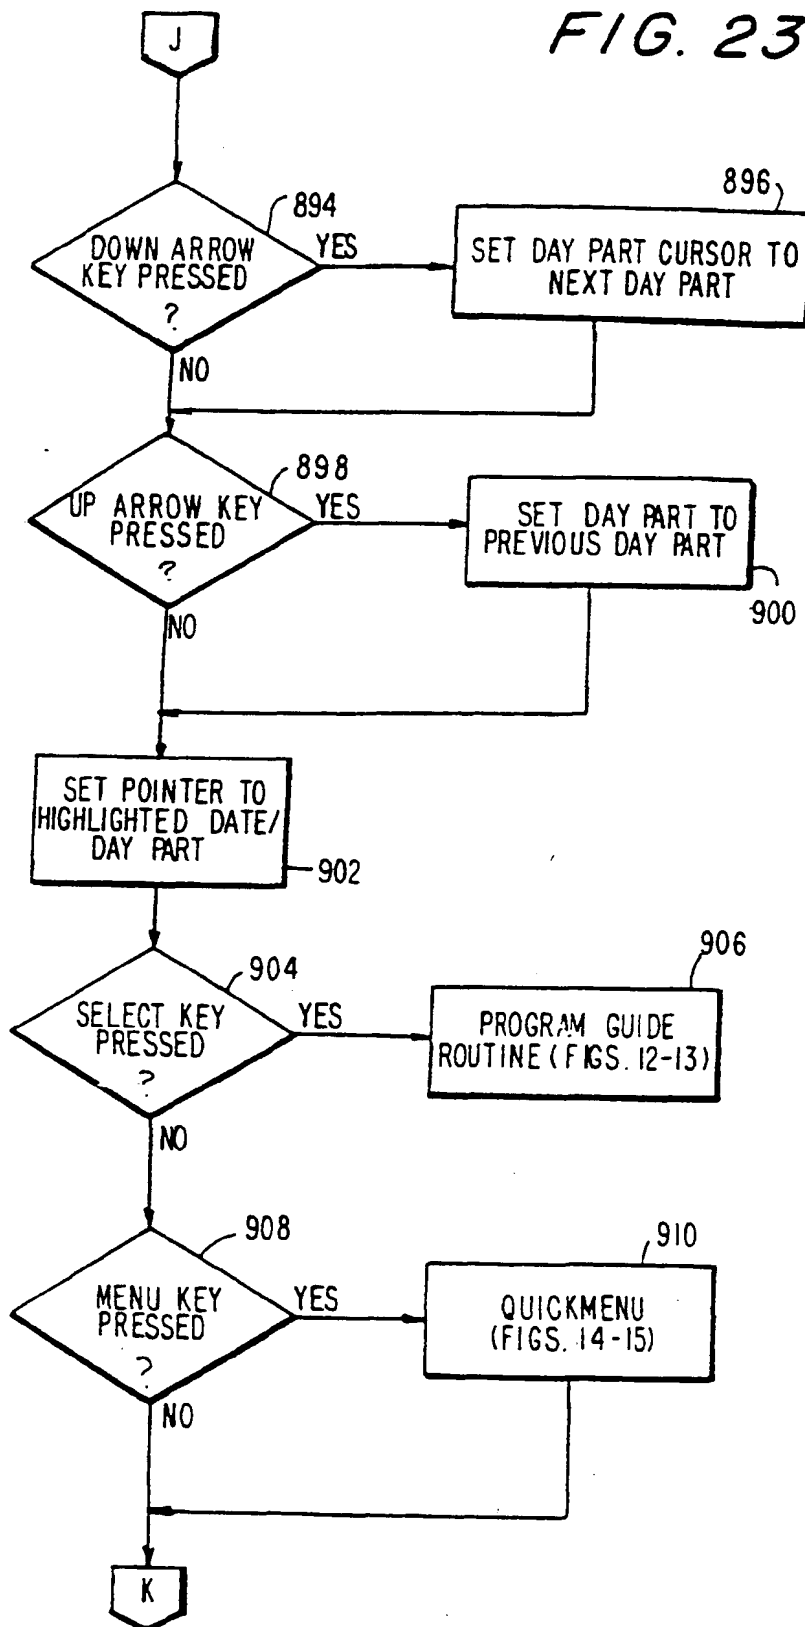 FIG. 23
J
894
DOWN ARROW
KEY PRESSED
?
YES
NO
896
SET DAY PART CURSOR TO
NEXT DAY PART
898
UP ARROW KEY
PRESSED
?
YES
NO
SET DAY PART TO
PREVIOUS DAY PART
900
SET POINTER TO
HIGHLIGHTED DATE/
DAY PART
902
904
SELECT KEY
PRESSED
?
YES
NO
906
PROGRAM GUIDE
ROUTINE (FIGS. 12-13)
908
MENU KEY
PRESSED
?
YES
NO
910
QUICKMENU
(FIGS. 14-15)
K